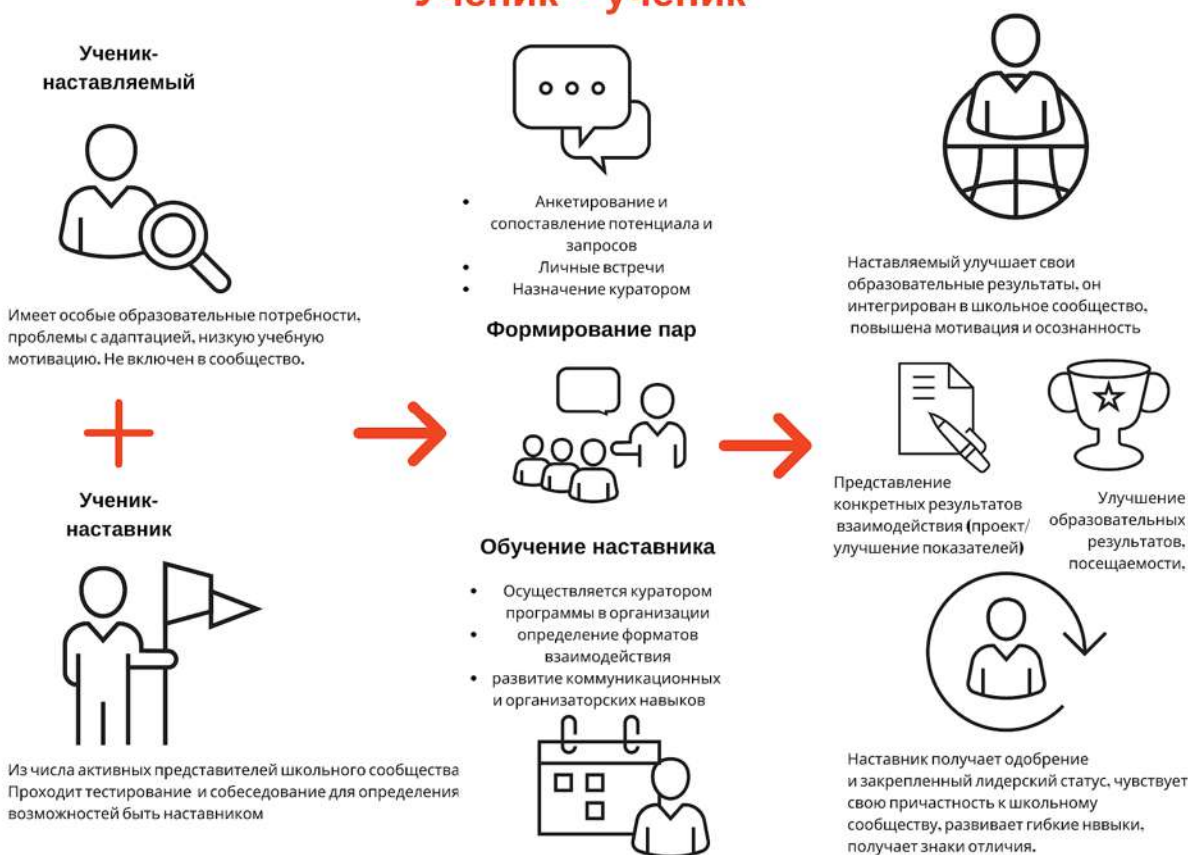 Ученик – ученик
Ученик-
наставляемый
Имеет особые образовательные потребности,
проблемы с адаптацией, низкую учебную
мотивацию. Не включен в сообщество.
Ученик-
наставник
Из числа активных представителей школьного сообщества
Проходит тестирование и собеседование для определения
возможностей быть наставником
• Анкетирование и
сопоставление потенциала и
запросов
• Личные встречи
• Назначение куратором
Формирование пар
Обучение наставника
• Осуществляется куратором
программы в организации
• определение форматов
взаимодействия
• развитие коммуникационных
и организаторских навыков
Наставляемый улучшает свои
образовательные результаты, он
интегрирован в школьное сообщество,
повышена мотивация и осознанность
Представление
конкретных результатов
взаимодействия (проект/
улучшение показателей)
Улучшение
образовательных
результатов,
посещаемости,
Наставник получает одобрение
и закрепленный лидерский статус, чувствует
свою причастность к школьному
сообществу, развивает гибкие нввыки,
получает знаки отличия.